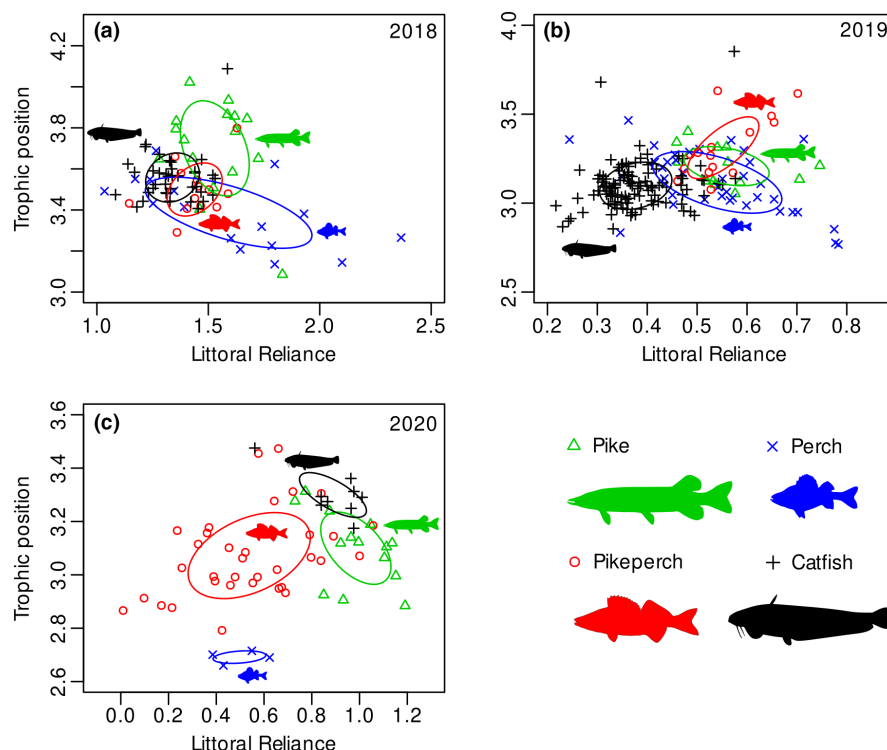 (a) 2018
Trophic position
4.2
3.8
3.4
3.0
1.0 1.5 2.0 2.5
Littoral Reliance
(b) 2019
4.0
3.5
3.0
2.5
0.2 0.3 0.4 0.5 0.6 0.7 0.8
Littoral Reliance
(c) 2020
Trophic position
3.6
3.4
3.2
3.0
2.8
2.6
0.0 0.2 0.4 0.6 0.8 1.0 1.2
Littoral Reliance
Pike Perch
Pikeperch Catfish